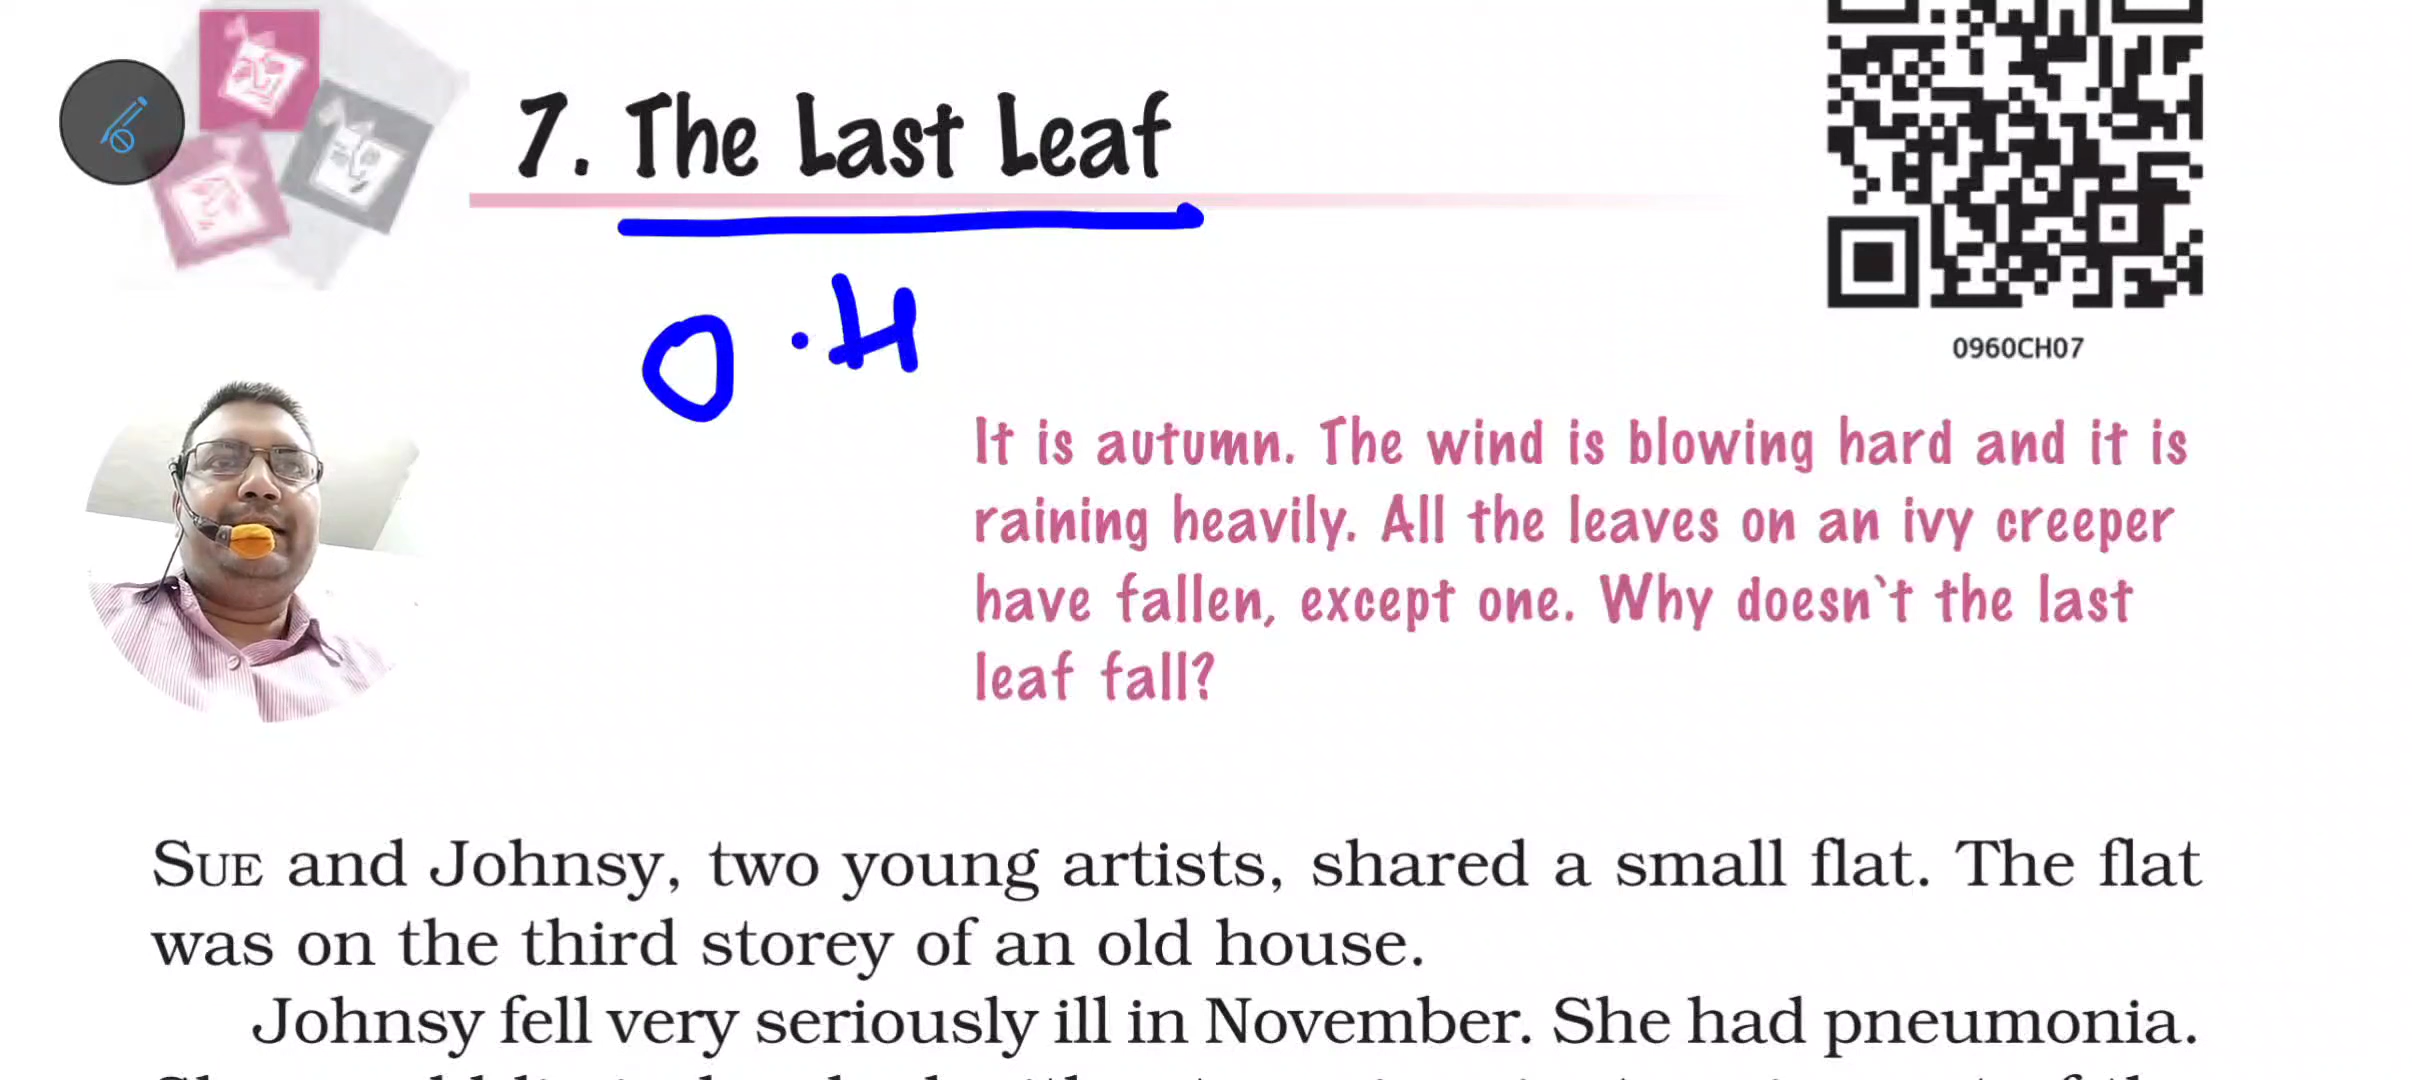 7. The Last Leaf
O.H
0960CH07
It is autumn. The wind is blowing hard and it is
raining heavily. All the leaves on an ivy creeper
have fallen, except one. Why doesn`t the last
leaf fall?
SUE and Johnsy, two young artists, shared a small flat. The flat
was on the third storey of an old house.
Johnsy fell very seriously ill in November. She had pneumonia.